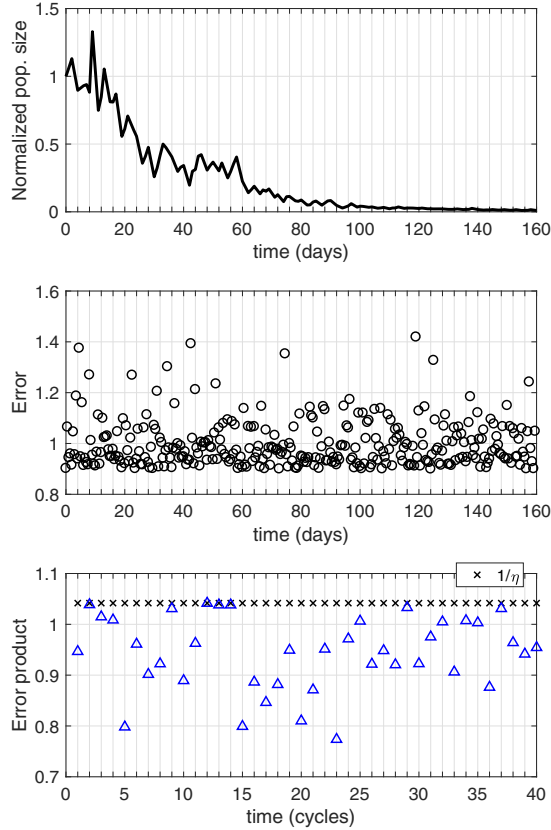 Normalized pop. size
1.5
1
0.5
0
0 20 40 60 80 100 120 140 160
time (days)
Error
1.6
1.4
1.2
1
0.8
0 20 40 60 80 100 120 140 160
time (days)
Error product
1/η
1.1
1
0.9
0.8
0.7
0 5 10 15 20 25 30 35 40
time (cycles)